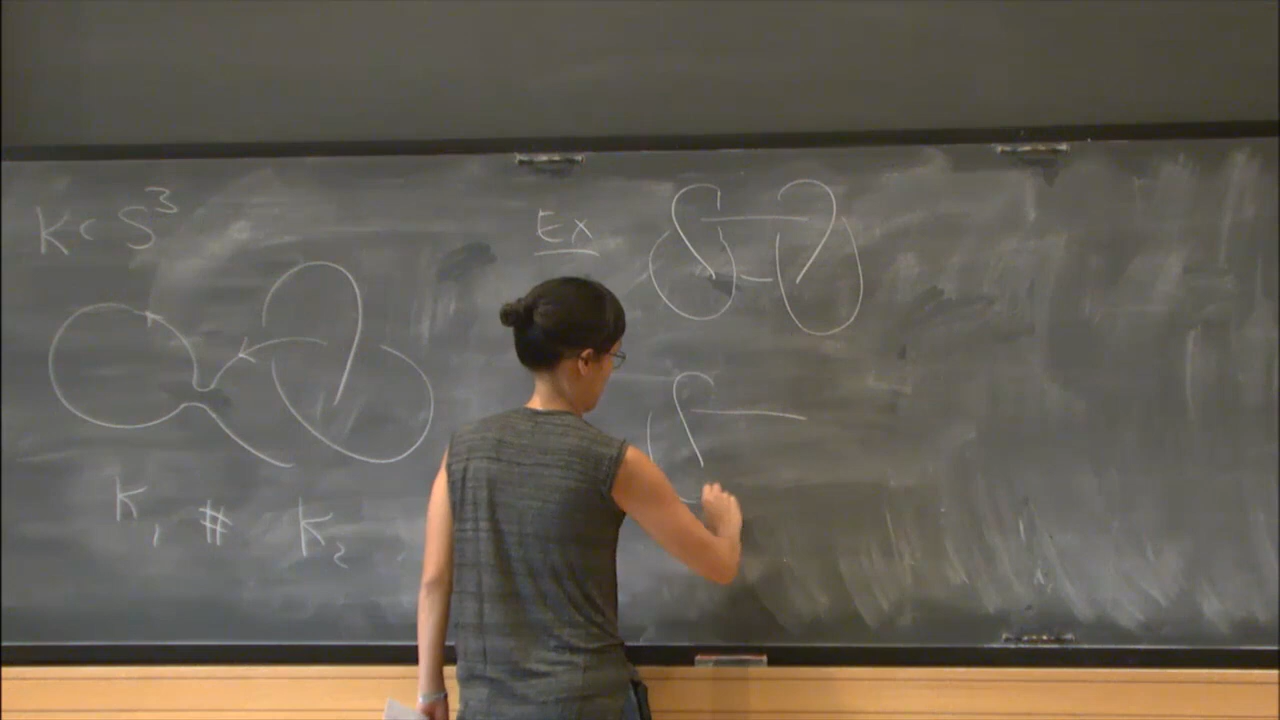 K ⊂ S³
K₁ # K₂
Ex